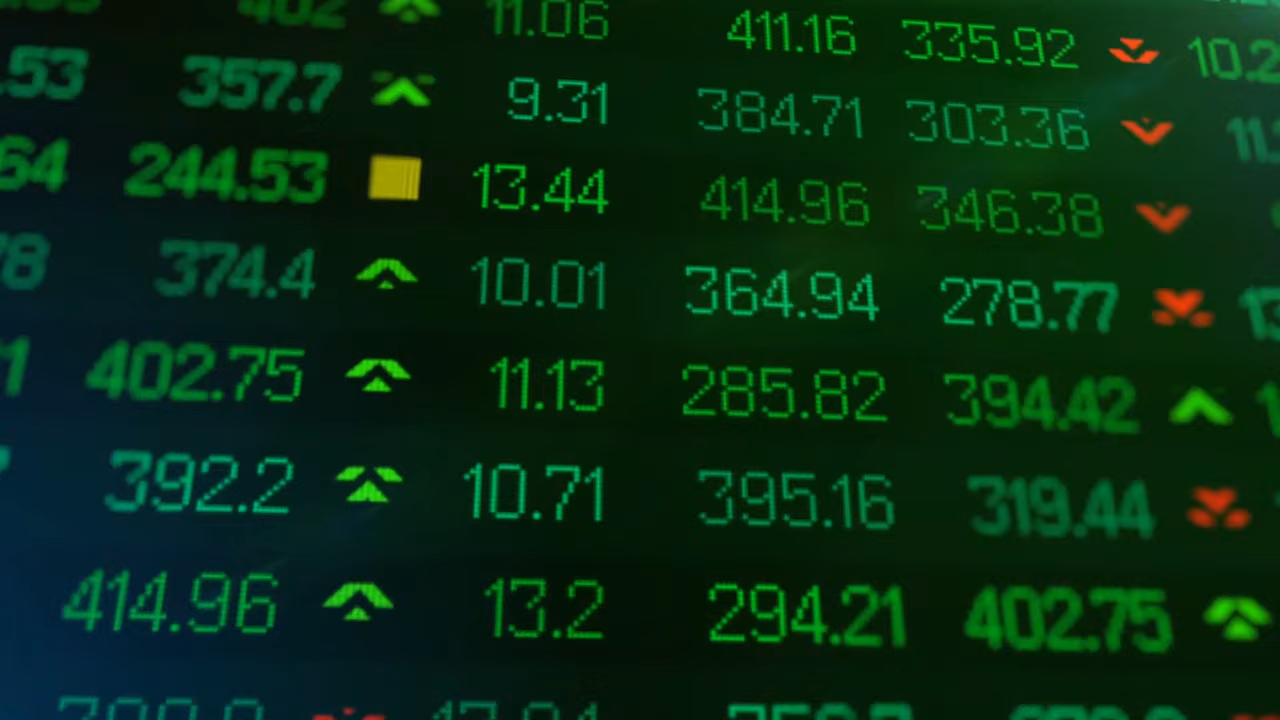 402 11.06 411.16 335.92 10.2
.53 357.7 9.31 384.71 303.36
64 244.53 13.44 414.96 346.38
78 374.4 10.01 364.94 278.77 13
1 402.75 11.13 285.82 394.42
392.2 10.71 395.16 319.44
414.96 13.2 294.21 402.75